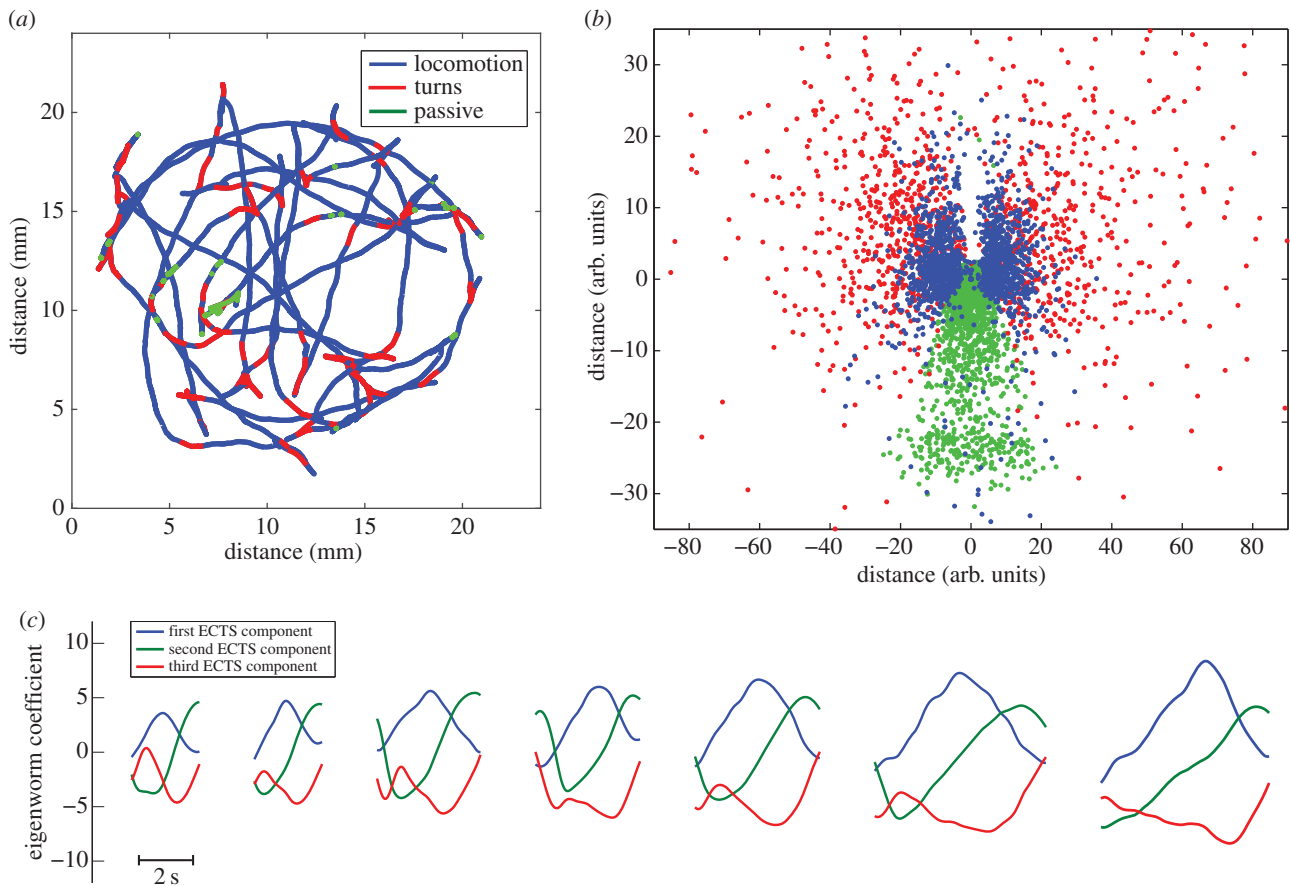 (a)
locomotion
turns
passive
20
15
10
5
0
distance (mm)
0 5 10 15 20
distance (mm)
(b)
30
20
10
0
−10
−20
−30
distance (arb. units)
−80 −60 −40 −20 0 20 40 60 80
distance (arb. units)
(c)
first ECTS component
second ECTS component
third ECTS component
10
5
0
−5
−10
eigenworm coefficient
2 s